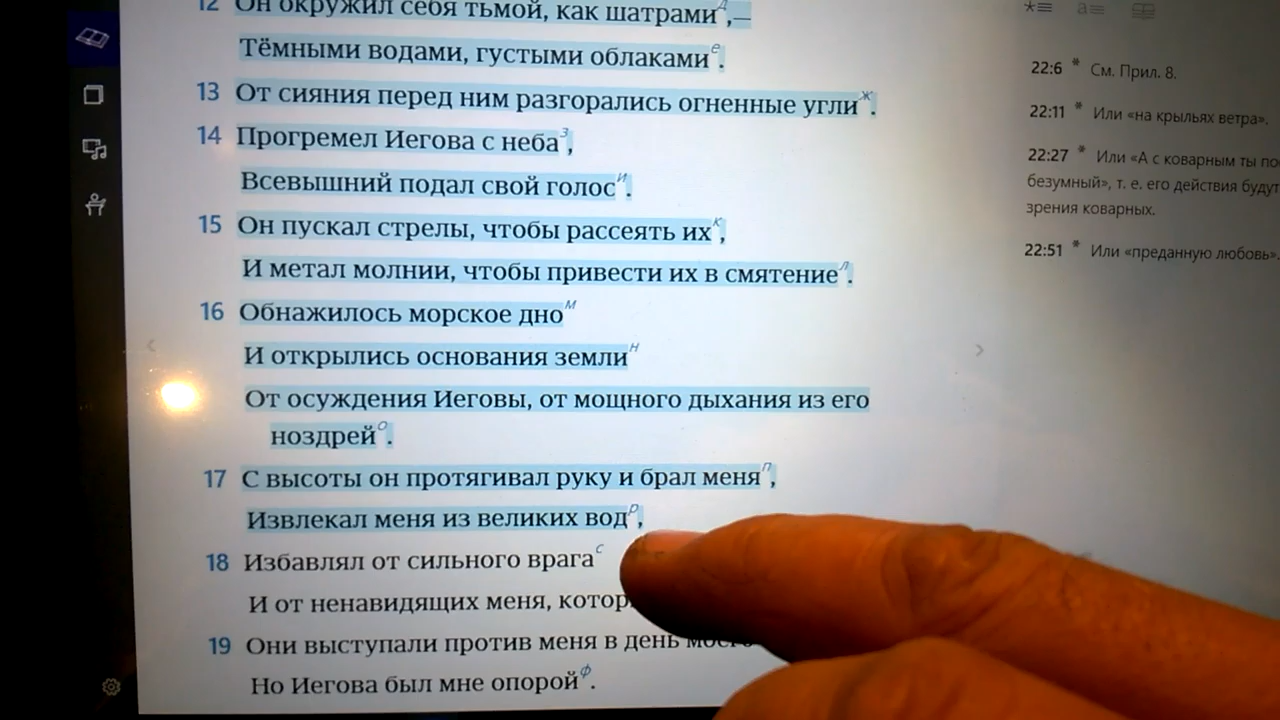 12 Он окружил себя тьмой, как шатрами д,—
Тёмными водами, густыми облаками е.
13 От сияния перед ним разгорались огненные угли ж.
14 Прогремел Иегова с неба з,
Всевышний подал свой голос и.
15 Он пускал стрелы, чтобы рассеять их к,
И метал молнии, чтобы привести их в смятение л.
16 Обнажилось морское дно м
И открылись основания земли н
От осуждения Иеговы, от мощного дыхания из его
ноздрей о.
17 С высоты он протягивал руку и брал меня п,
Извлекал меня из великих вод р,
18 Избавлял от сильного врага с
И от ненавидящих меня,
19 Они выступали против меня в день
Но Иегова был мне опорой ф.
22:6 * См. Прил. 8.
22:11 * Или «на крыльях ветра».
22:27 * Или «А с коварным ты
безумный», т. е. его действия будут
зрения коварных.
22:51 * Или «преданную любовь».